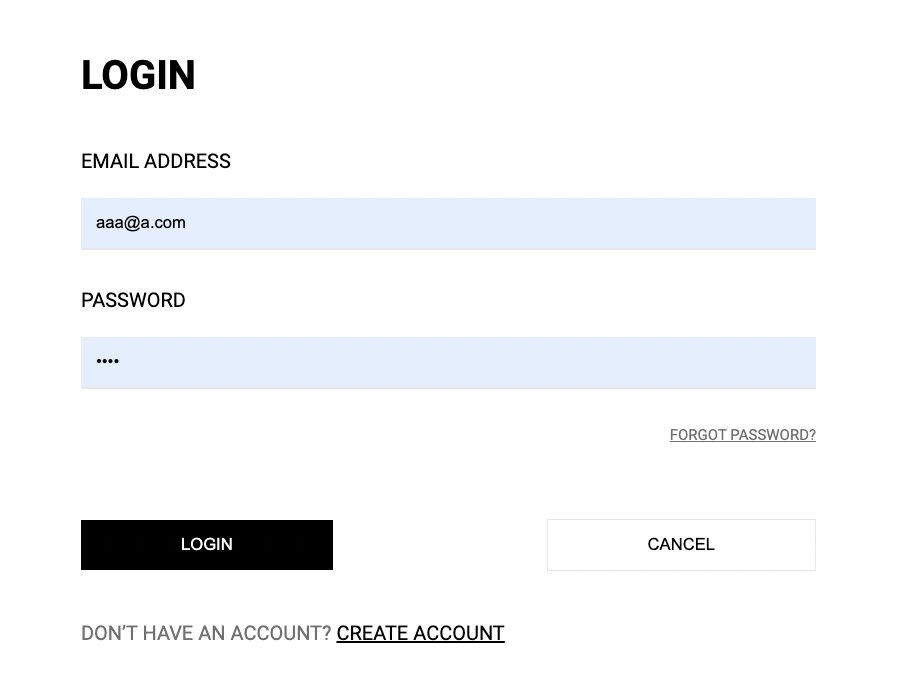 LOGIN
EMAIL ADDRESS
aaa@a.com
PASSWORD
••••
FORGOT PASSWORD?
LOGIN CANCEL
DON’T HAVE AN ACCOUNT? CREATE ACCOUNT